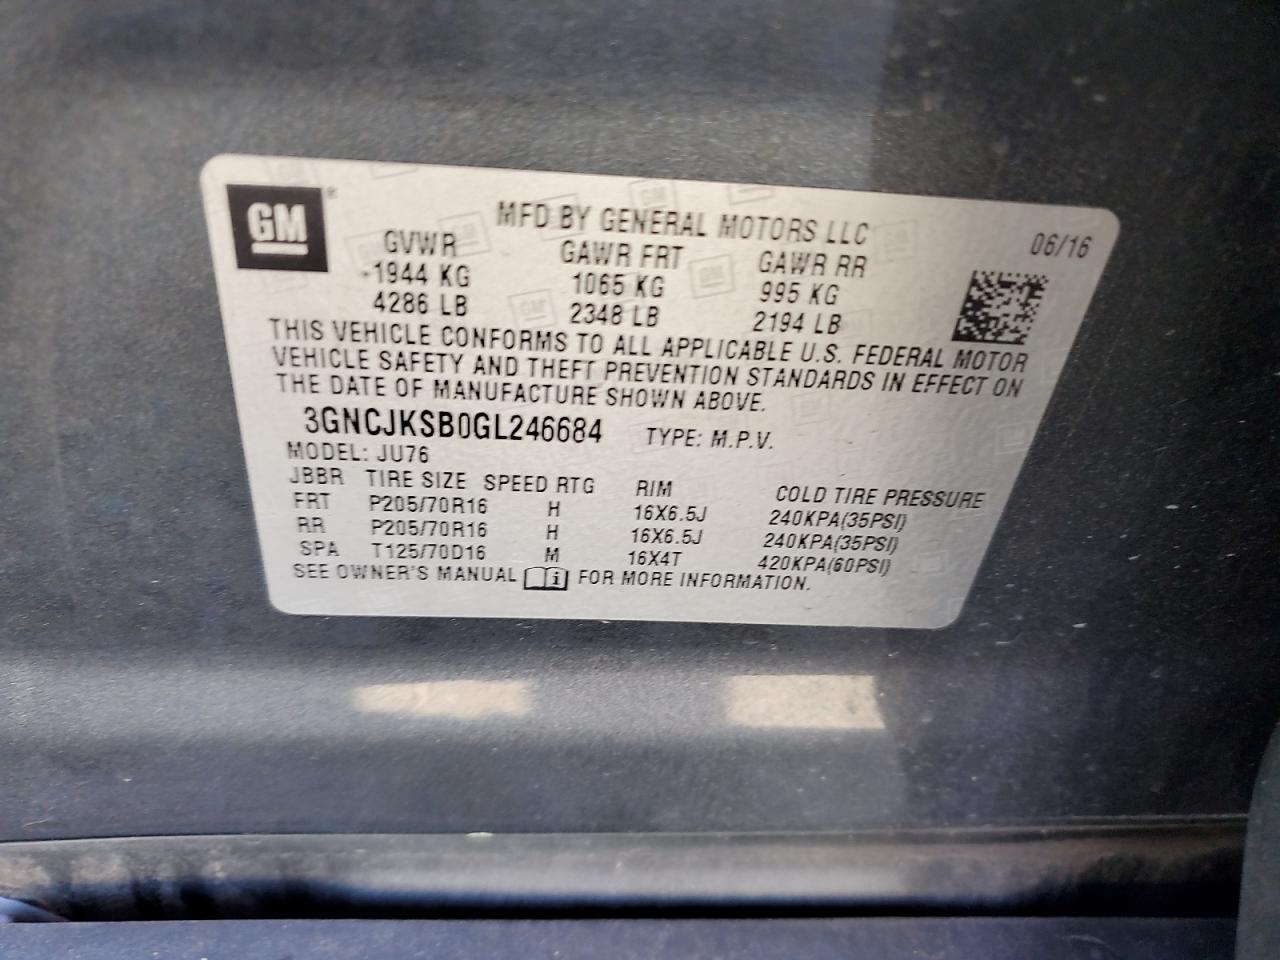 GM ®
MFD BY GENERAL MOTORS LLC 06/16
GVWR GAWR FRT GAWR RR
1944 KG 1065 KG 995 KG
4286 LB 2348 LB 2194 LB
THIS VEHICLE CONFORMS TO ALL APPLICABLE U.S. FEDERAL MOTOR
VEHICLE SAFETY AND THEFT PREVENTION STANDARDS IN EFFECT ON
THE DATE OF MANUFACTURE SHOWN ABOVE.
3GNCJKSB0GL246684 TYPE: M.P.V.
MODEL: JU76
JBBR TIRE SIZE SPEED RTG RIM COLD TIRE PRESSURE
FRT P205/70R16 H 16X6.5J 240KPA(35PSI)
RR P205/70R16 H 16X6.5J 240KPA(35PSI)
SPA T125/70D16 M 16X4T 420KPA(60PSI)
SEE OWNER'S MANUAL i FOR MORE INFORMATION.